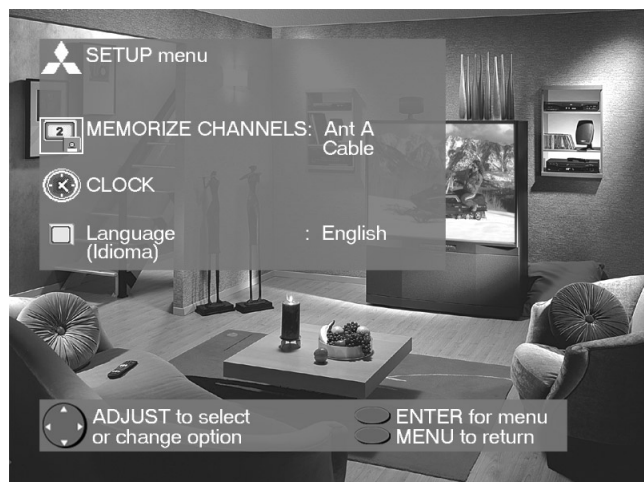 SETUP menu
2
MEMORIZE CHANNELS: Ant A
Cable
CLOCK
Language : English
(Idioma)
ADJUST to select ENTER for menu
or change option MENU to return